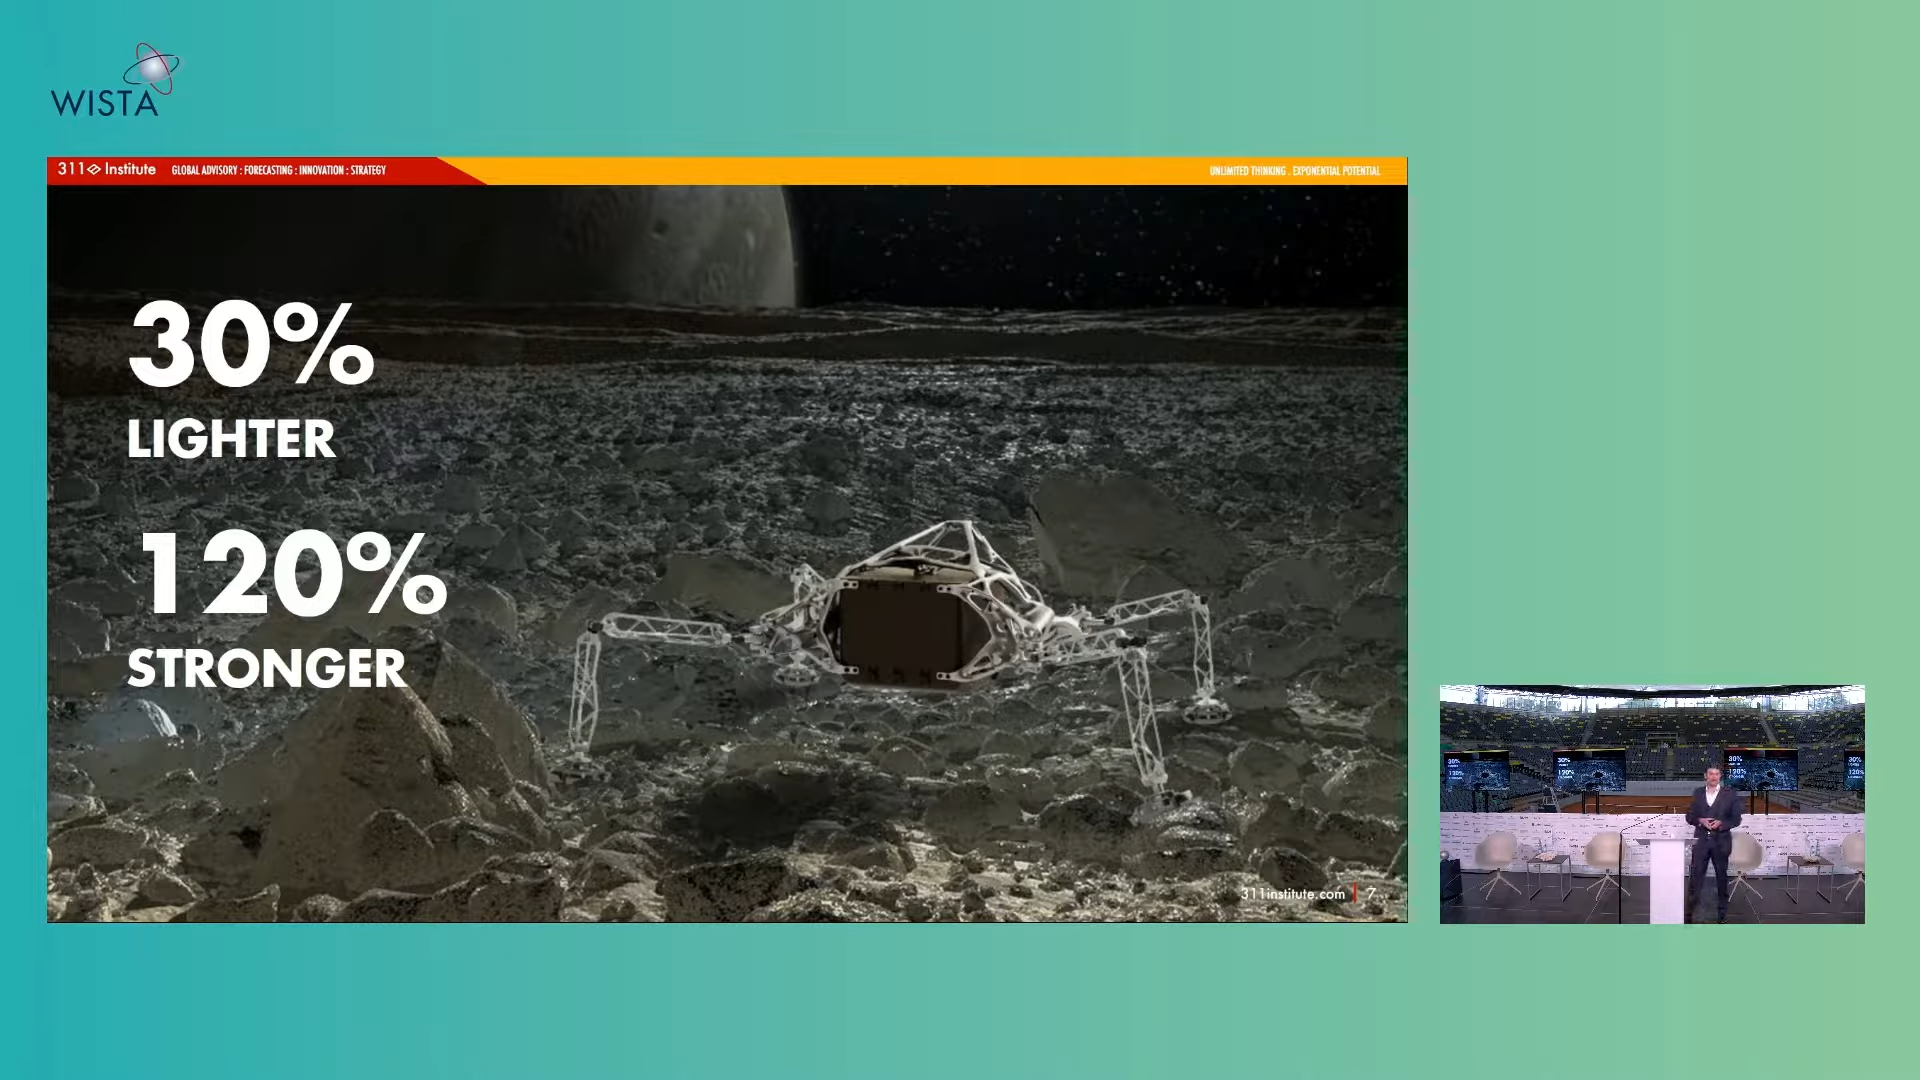 WISTA
311 Institute GLOBAL ADVISORY : FORECASTING : INNOVATION : STRATEGY
UNLIMITED THINKING . EXPONENTIAL POTENTIAL
30%
LIGHTER
120%
STRONGER
311institute.com | 7